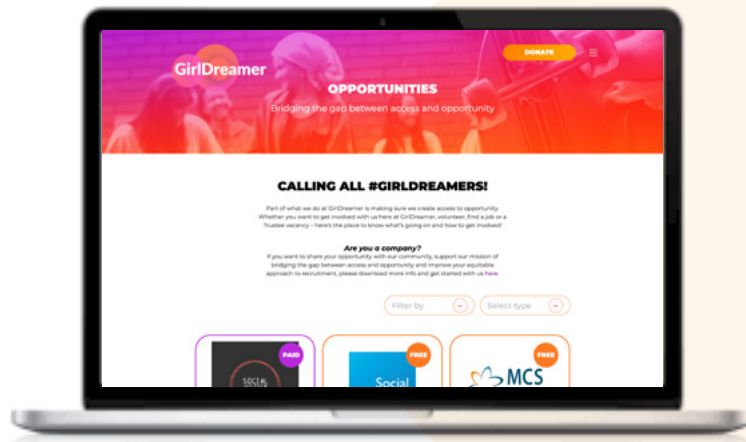 GirlDreamer
DONATE
OPPORTUNITIES
Bridging the gap between access and opportunity
CALLING ALL #GIRLDREAMERS!
Part of what we do at GirlDreamer is making sure we create access to opportunity.
Whether you want to get involved with us here at GirlDreamer, volunteer, find a job or a
Trustee vacancy – here's the place to know what's going on and how to get involved!
Are you a company?
If you want to share your opportunity with our community, support our mission of
bridging the gap between access and opportunity and improve your equitable
approach to recruitment, please download more info and get started with us here.
Filter by
Select type
PAID
FREE
FREE
SOCIAL
Social
MCS